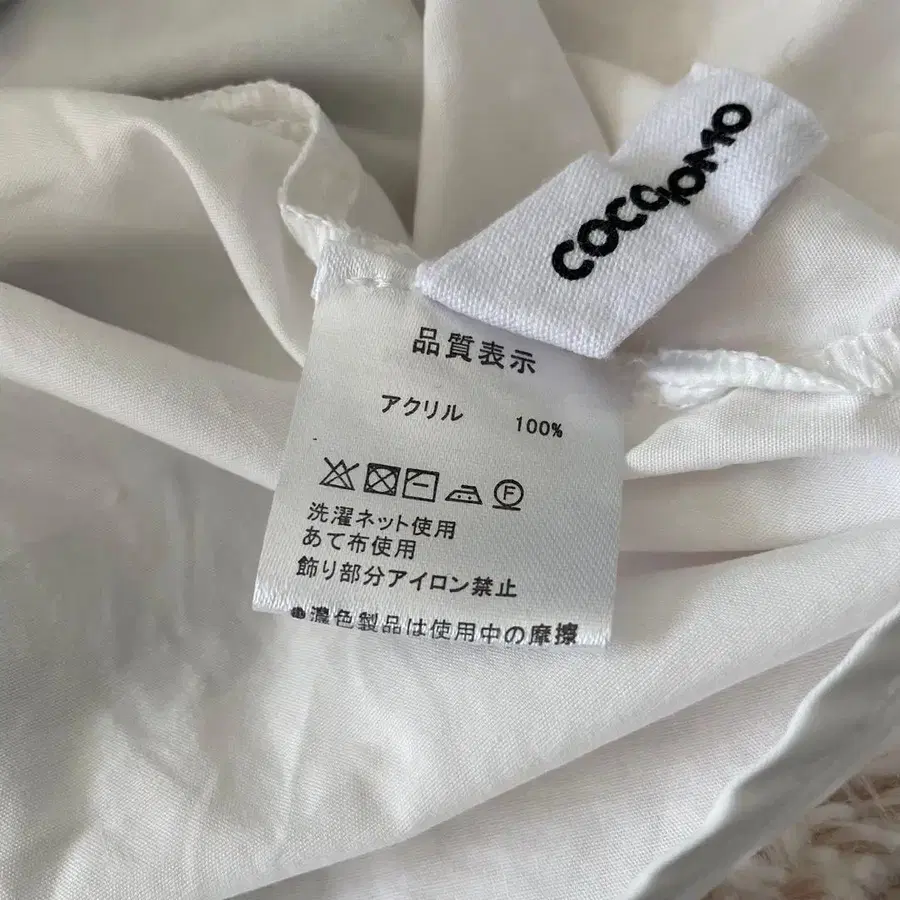 COCOJOMO
品質表示
アクリル 100%
F
洗濯ネット使用
あて布使用
飾り部分アイロン禁止
●濃色製品は使用中の摩擦